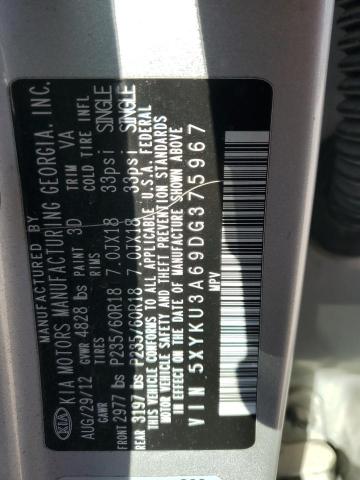 MANUFACTURED BY
KIA KIA MOTORS MANUFACTURING GEORGIA, INC.
AUG/29/12 GVWR 4828 lbs PAINT 3D TRIM VA
GAWR TIRES RIMS COLD TIRE INFL
FRONT 2977 lbs P235/60R18 7.0JX18 33psi SINGLE
REAR 3197 lbs P235/60R18 7.0JX18 33psi SINGLE
THIS VEHICLE CONFORMS TO ALL APPLICABLE U.S.A. FEDERAL
MOTOR VEHICLE SAFETY AND THEFT PREVENTION STANDARDS
IN EFFECT ON THE DATE OF MANUFACTURE SHOWN ABOVE
VIN 5XYKU3A69DG375967
MPV